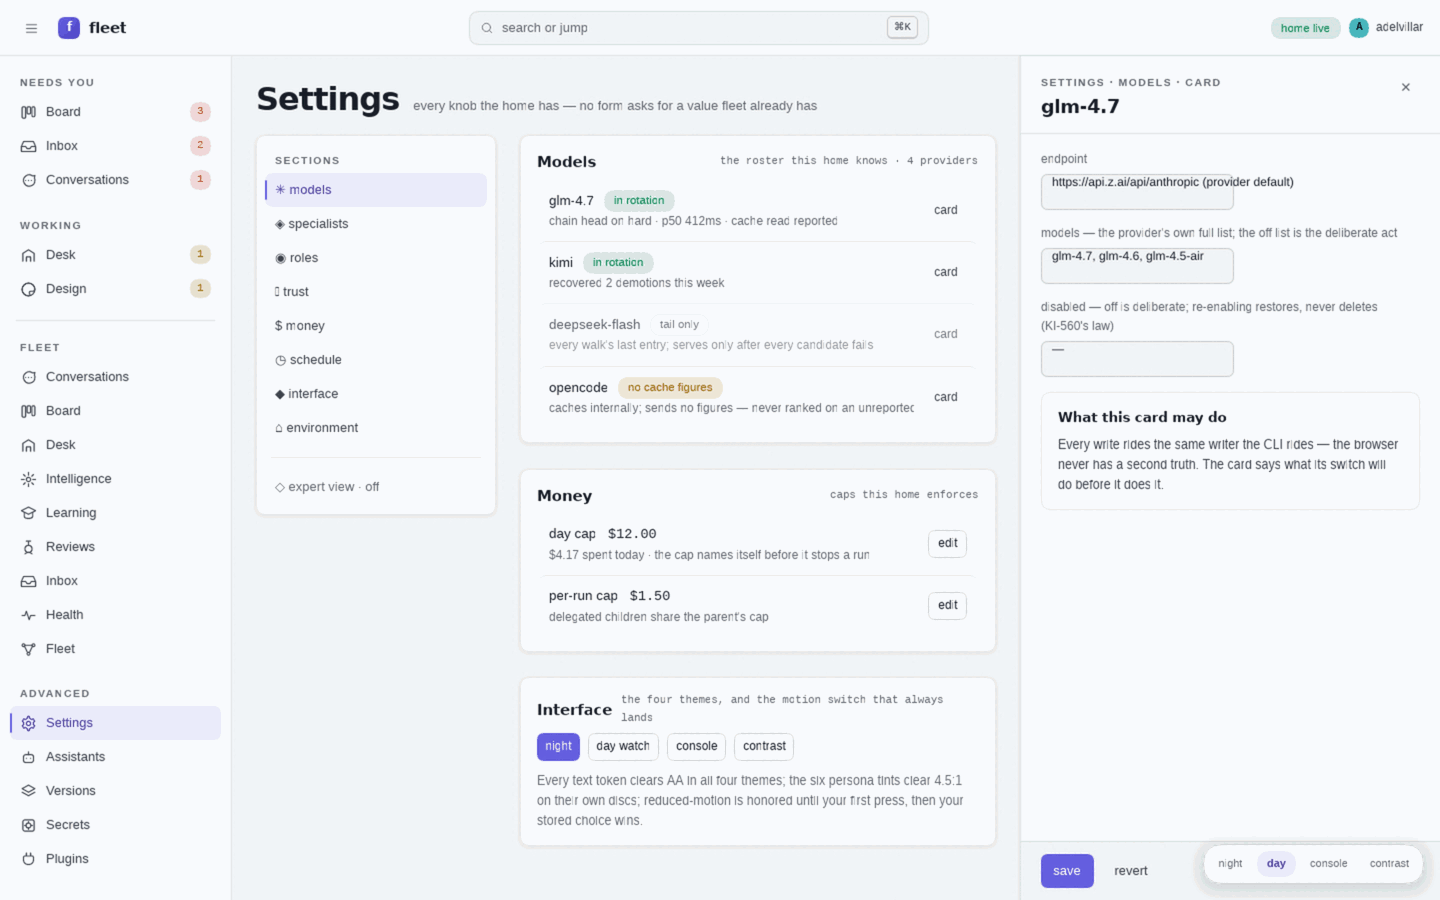 fleet
search or jump
⌘K
home live
A
adelvillar
NEEDS YOU
Board 3
Inbox 2
Conversations 1
WORKING
Desk 1
Design 1
FLEET
Conversations
Board
Desk
Intelligence
Learning
Reviews
Inbox
Health
Fleet
ADVANCED
Settings
Assistants
Versions
Secrets
Plugins
Settings
every knob the home has — no form asks for a value fleet already has
SECTIONS
✳ models
◈ specialists
◉ roles
trust
$ money
◷ schedule
◆ interface
⌂ environment
◇ expert view · off
Models
the roster this home knows · 4 providers
glm-4.7 in rotation
chain head on hard · p50 412ms · cache read reported
card
kimi in rotation
recovered 2 demotions this week
card
deepseek-flash tail only
every walk's last entry; serves only after every candidate fails
card
opencode no cache figures
caches internally; sends no figures — never ranked on an unreported
card
Money
caps this home enforces
day cap $12.00
$4.17 spent today · the cap names itself before it stops a run
edit
per-run cap $1.50
delegated children share the parent's cap
edit
Interface
the four themes, and the motion switch that always
lands
night
day watch
console
contrast
Every text token clears AA in all four themes; the six persona tints clear 4.5:1
on their own discs; reduced-motion is honored until your first press, then your
stored choice wins.
SETTINGS · MODELS · CARD
glm-4.7
×
endpoint
https://api.z.ai/api/anthropic (provider default)
models — the provider's own full list; the off list is the deliberate act
glm-4.7, glm-4.6, glm-4.5-air
disabled — off is deliberate; re-enabling restores, never deletes
(KI-560's law)
—
What this card may do
Every write rides the same writer the CLI rides — the browser
never has a second truth. The card says what its switch will
do before it does it.
save
revert
night
day
console
contrast